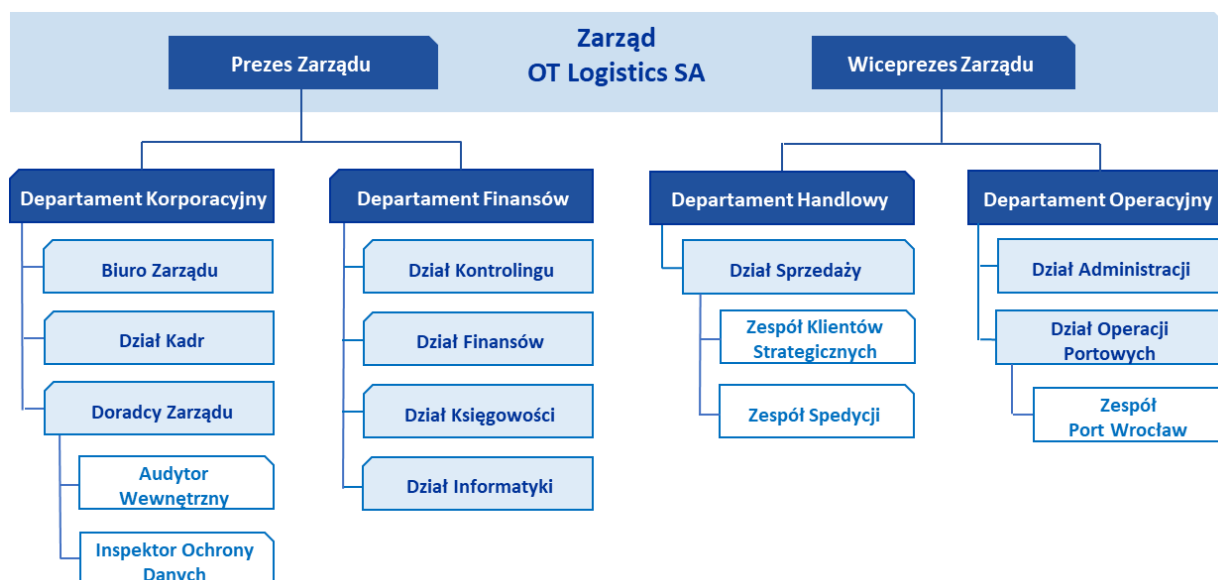 Zarząd
OT Logistics SA
Prezes Zarządu
Wiceprezes Zarządu
Departament Korporacyjny
Biuro Zarządu
Dział Kadr
Doradcy Zarządu
Audytor
Wewnętrzny
Inspektor Ochrony
Danych
Departament Finansów
Dział Kontrolingu
Dział Finansów
Dział Księgowości
Dział Informatyki
Departament Handlowy
Dział Sprzedaży
Zespół Klientów
Strategicznych
Zespół Spedycji
Departament Operacyjny
Dział Administracji
Dział Operacji
Portowych
Zespół
Port Wrocław